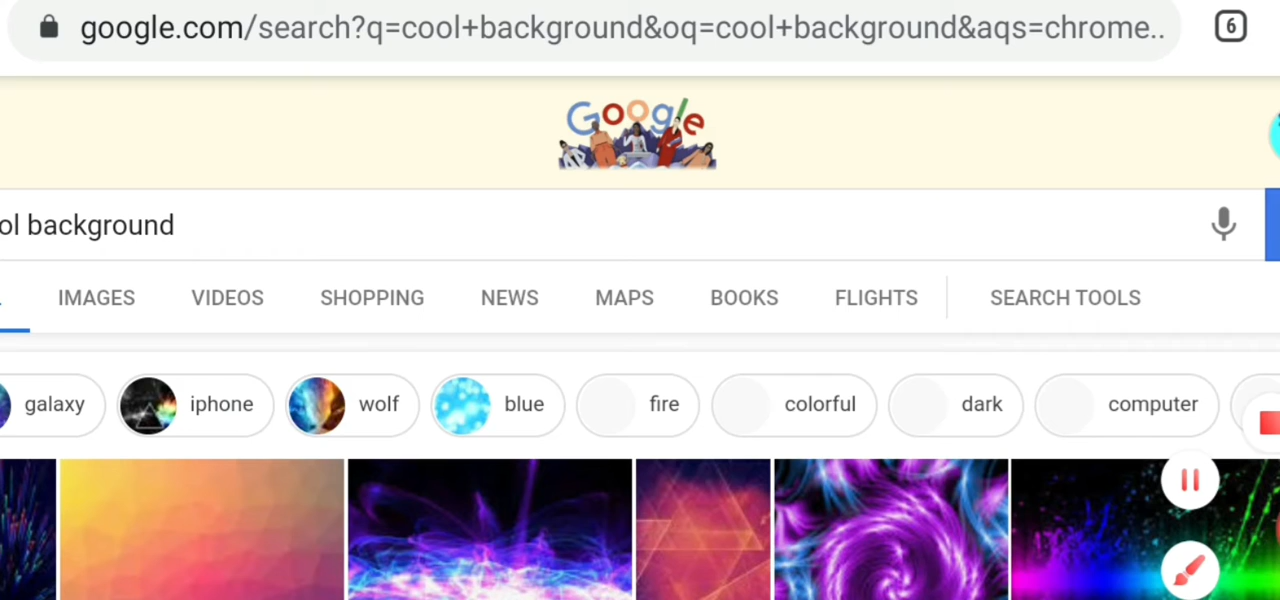 google.com/search?q=cool+background&oq=cool+background&aqs=chrome..
6
Google
ol background
IMAGES VIDEOS SHOPPING NEWS MAPS BOOKS FLIGHTS SEARCH TOOLS
galaxy iphone wolf blue fire colorful dark computer